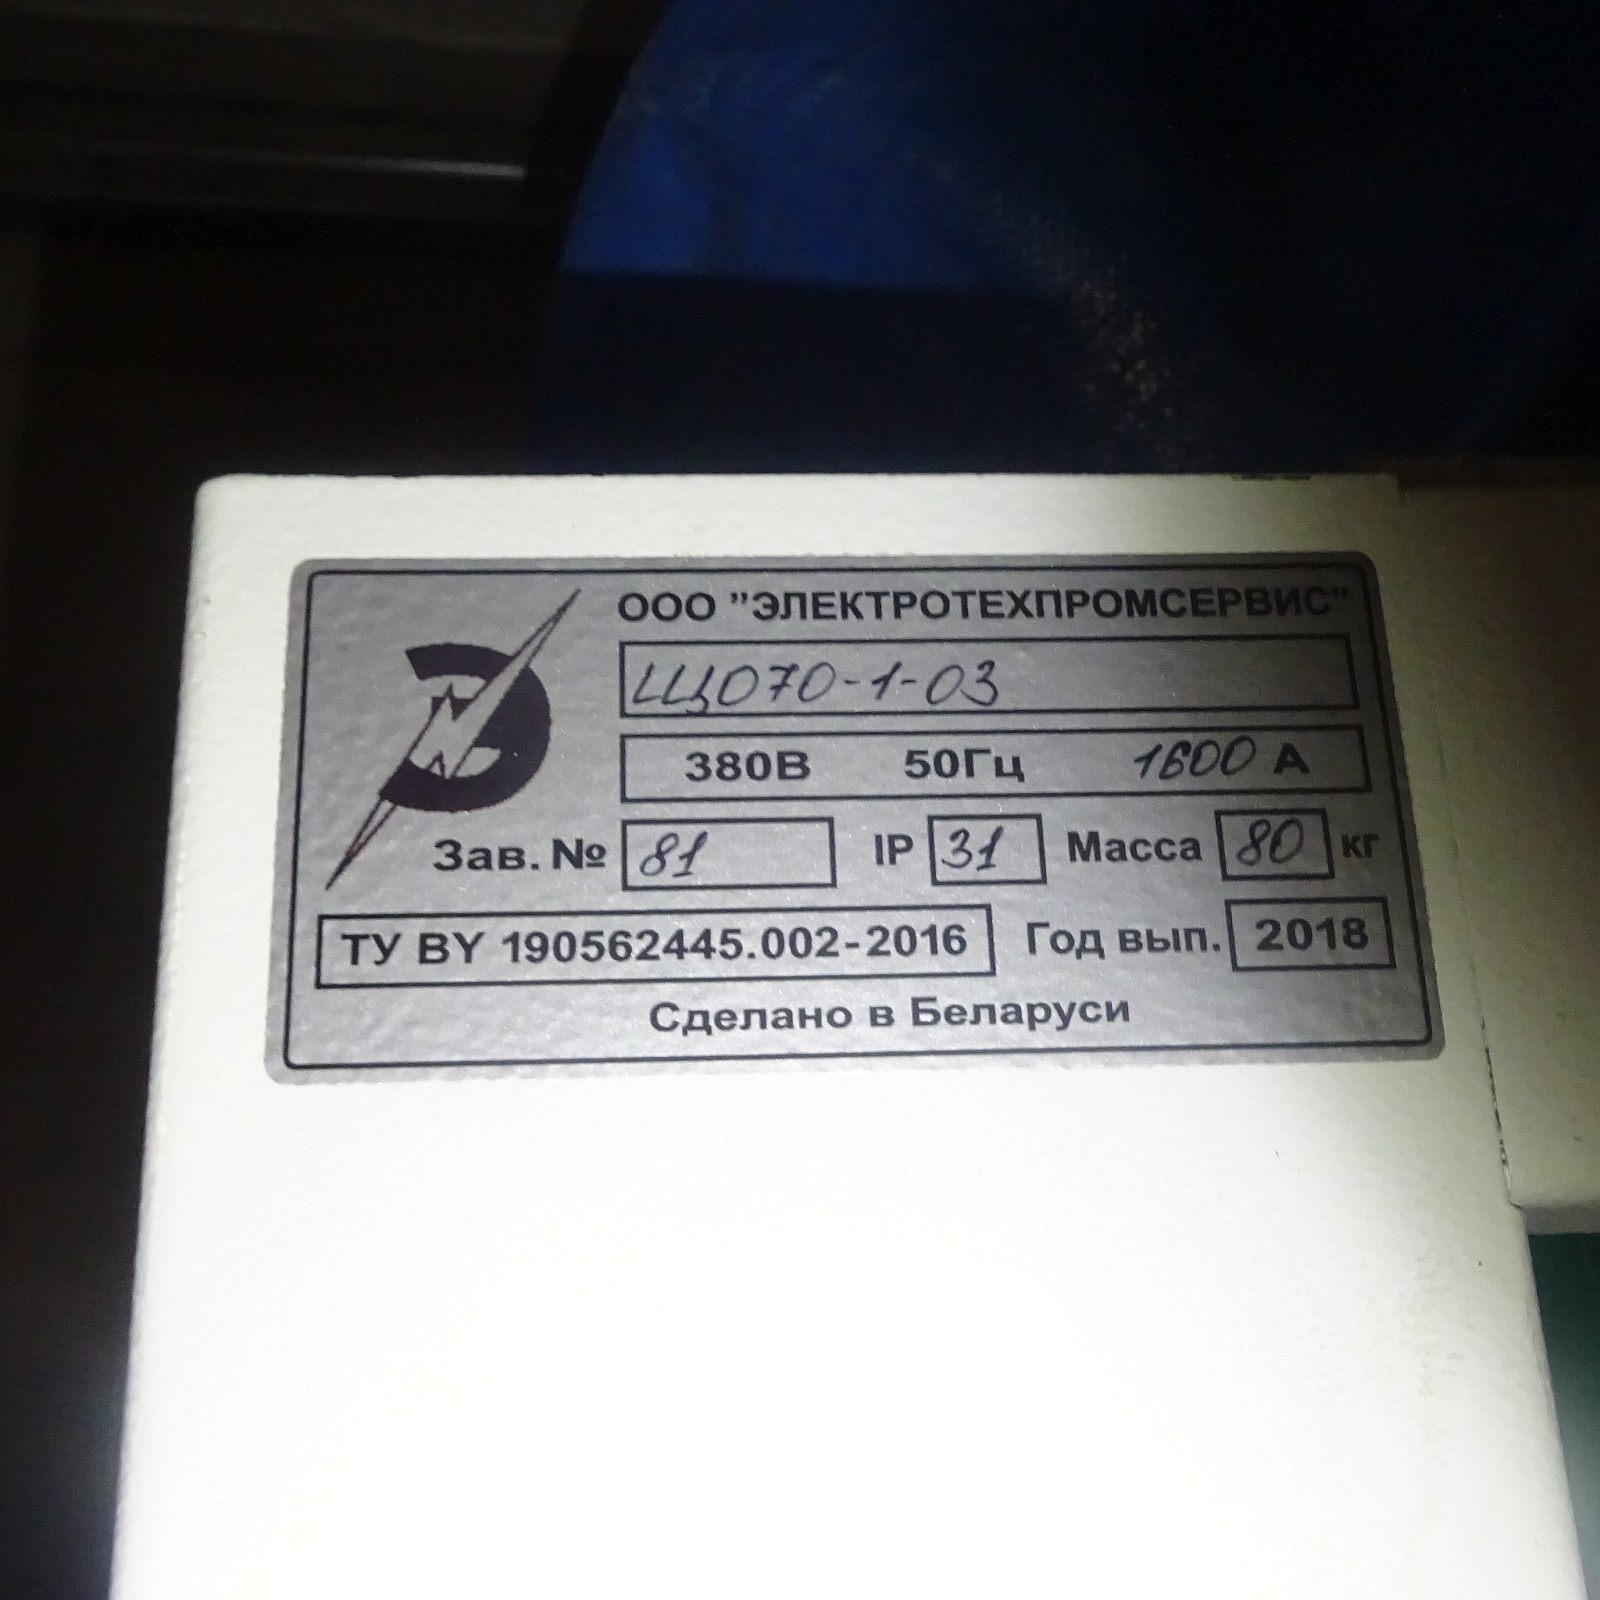 ООО "ЭЛЕКТРОТЕХПРОМСЕРВИС"
ЩО70-1-03
380В 50Гц 1600 А
Зав. № 81 IP 31 Масса 80 кг
ТУ BY 190562445.002-2016 Год вып. 2018
Сделано в Беларуси